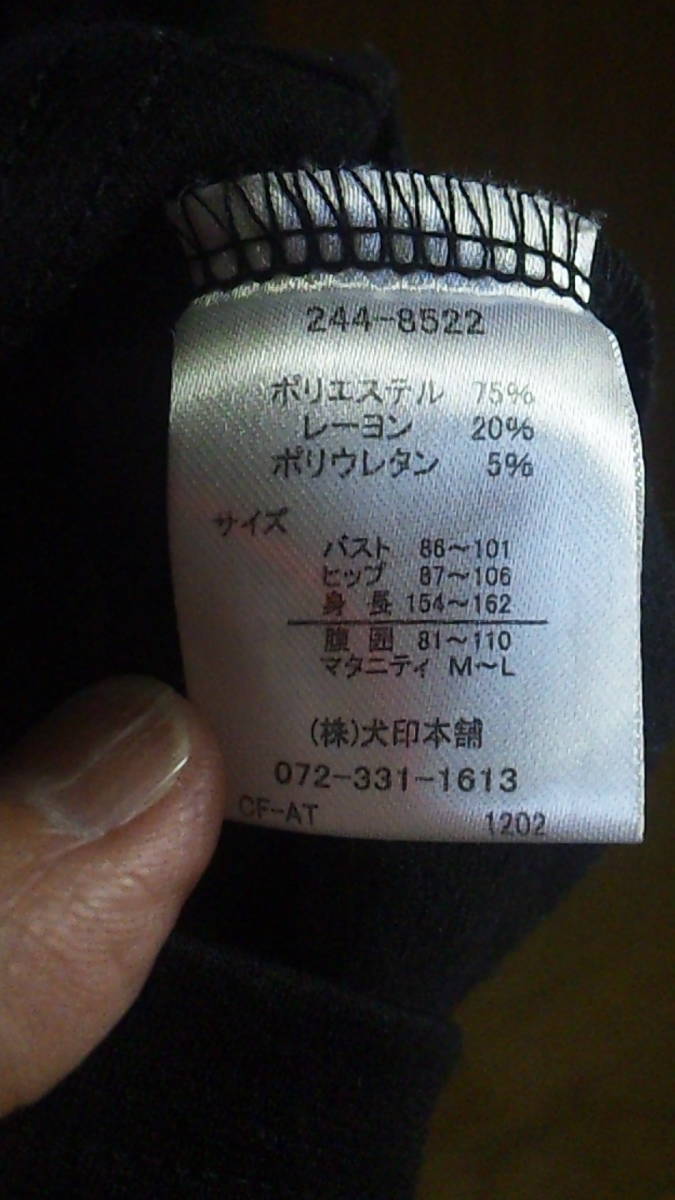 244-8522
ポリエステル 75%
レーヨン 20%
ポリウレタン 5%
サイズ
バスト 86～101
ヒップ 87～106
身長 154～162
腹囲 81～110
マタニティ M～L
(株)犬印本舗
072-331-1613
CF-AT 1202